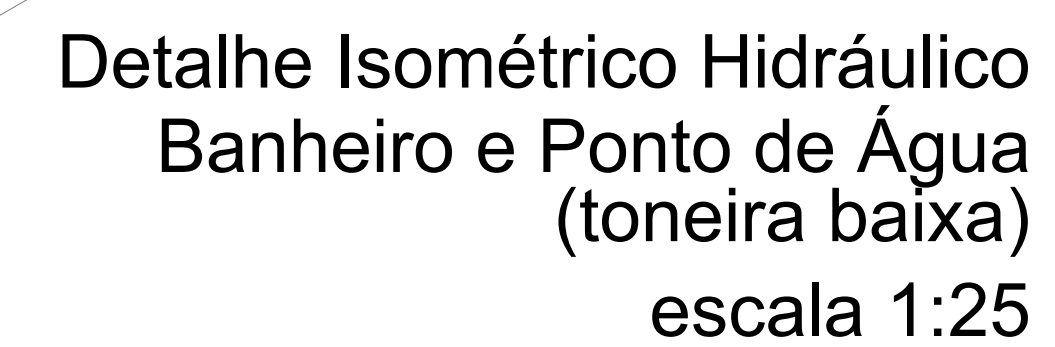 Detalhe Isométrico Hidráulico
Banheiro e Ponto de Água
(toneira baixa)
escala 1:25